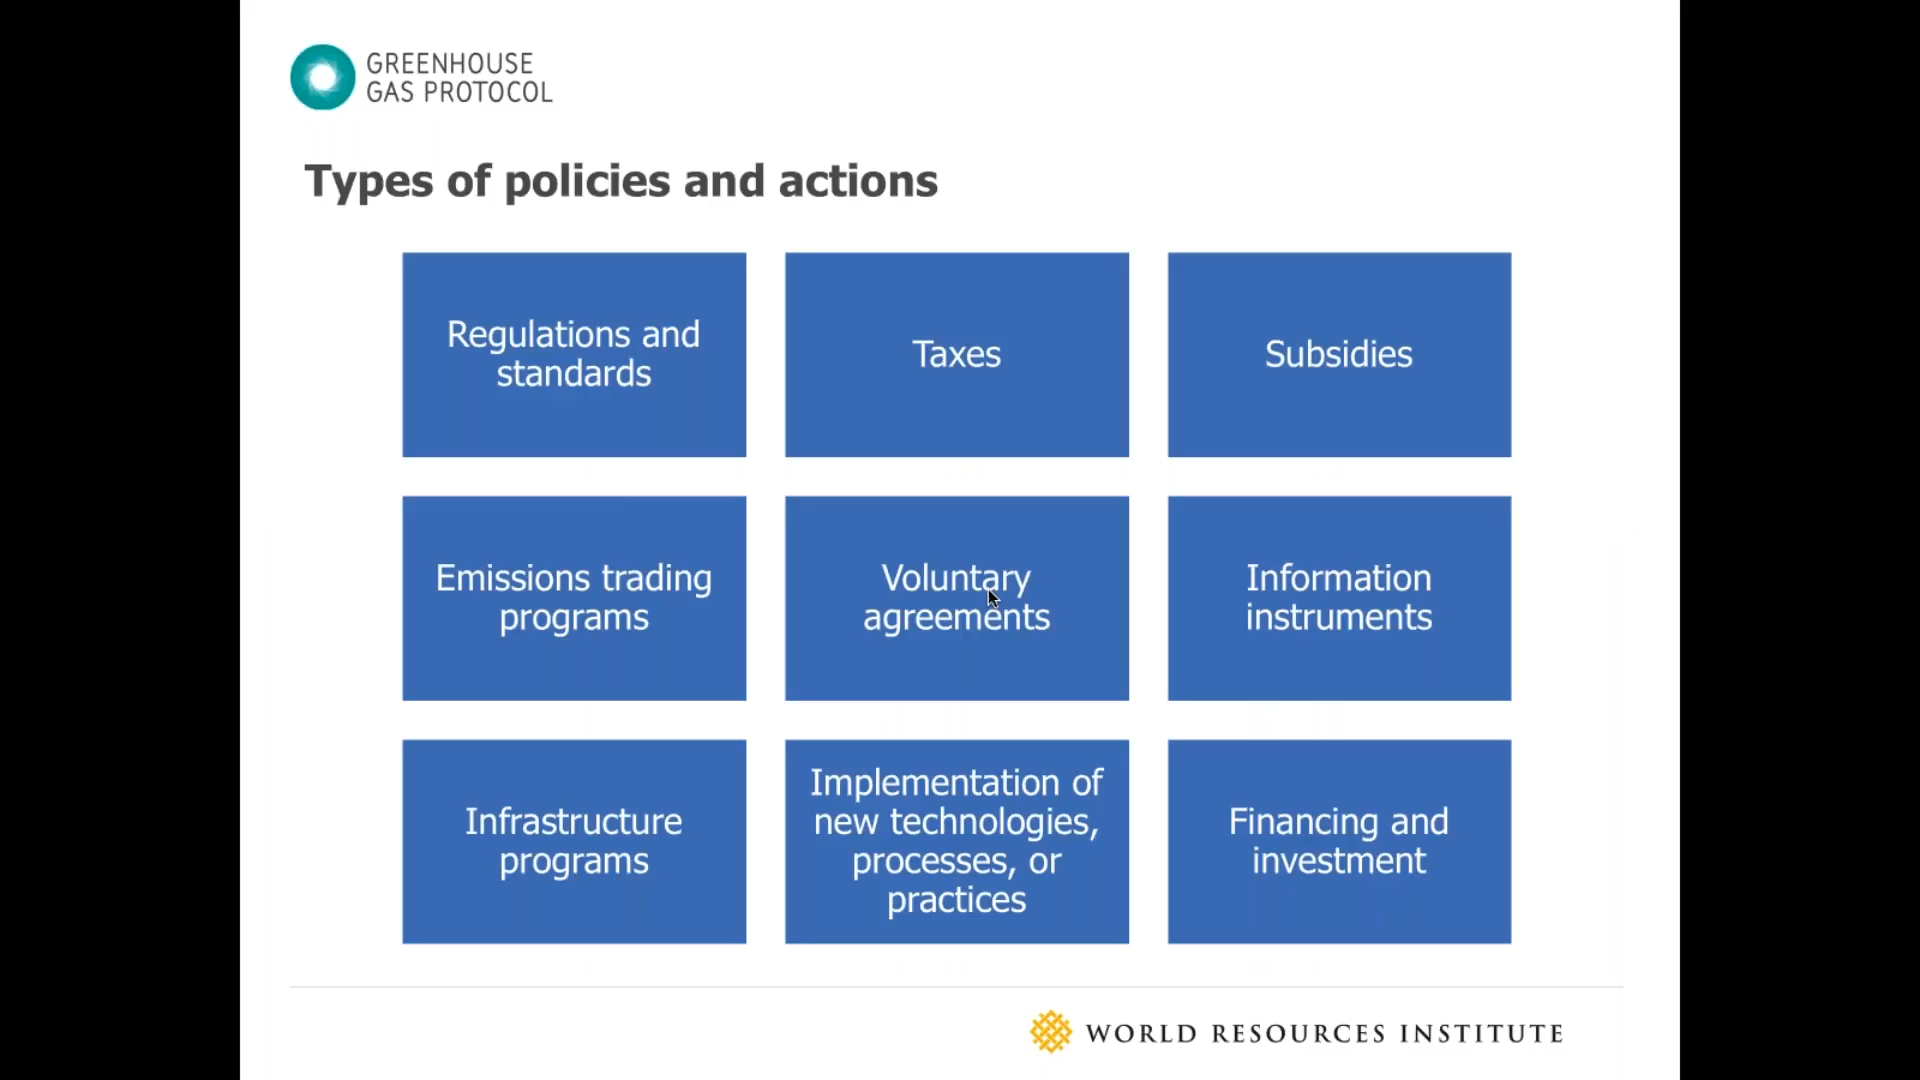 GREENHOUSE
GAS PROTOCOL
Types of policies and actions
Regulations and
standards
Taxes
Subsidies
Emissions trading
programs
Voluntary
agreements
Information
instruments
Infrastructure
programs
Implementation of
new technologies,
processes, or
practices
Financing and
investment
WORLD RESOURCES INSTITUTE